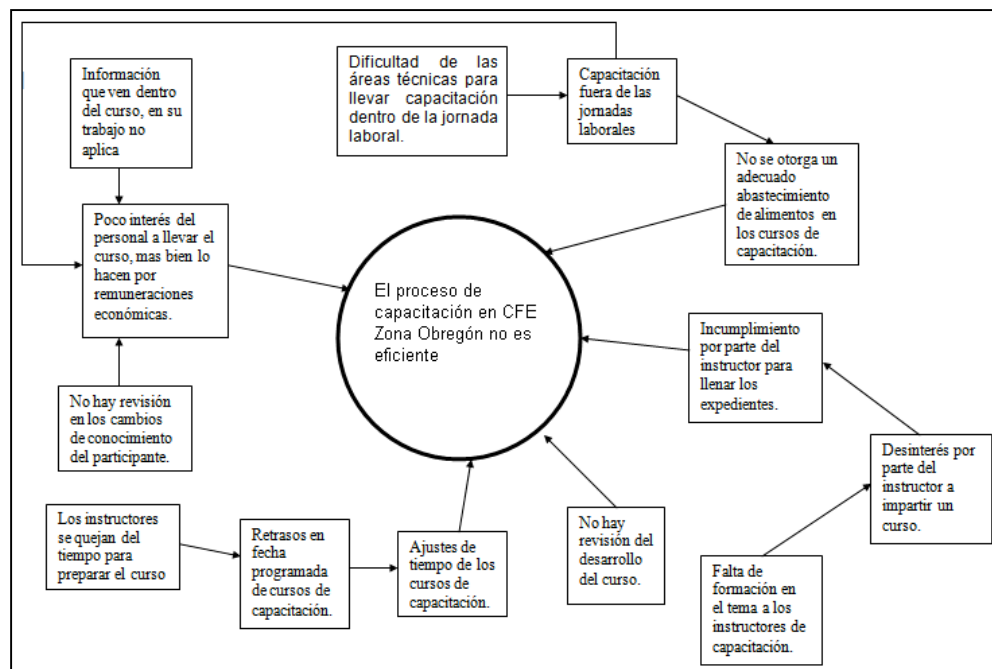 Dificultad de las
áreas técnicas para
llevar capacitación
dentro de la jornada
laboral.
Capacitación
fuera de las
jornadas
laborales
Información
que ven dentro
del curso, en su
trabajo no
aplica
No se otorga un
adecuado
abastecimiento
de alimentos en
los cursos de
capacitación.
Poco interés del
personal a llevar el
curso, mas bien lo
hacen por
remuneraciones
económicas.
El proceso de
capacitación en CFE
Zona Obregón no es
eficiente
Incumplimiento
por parte del
instructor para
llenar los
expedientes.
No hay revisión
en los cambios
de conocimiento
del participante.
Desinterés por
parte del
instructor a
impartir un
curso.
Los instructores
se quejan del
tiempo para
preparar el curso
Retrasos en
fecha
programada
de cursos de
capacitación.
Ajustes de
tiempo de los
cursos de
capacitación.
No hay
revisión del
desarrollo
del curso.
Falta de
formación en
el tema a los
instructores de
capacitación.